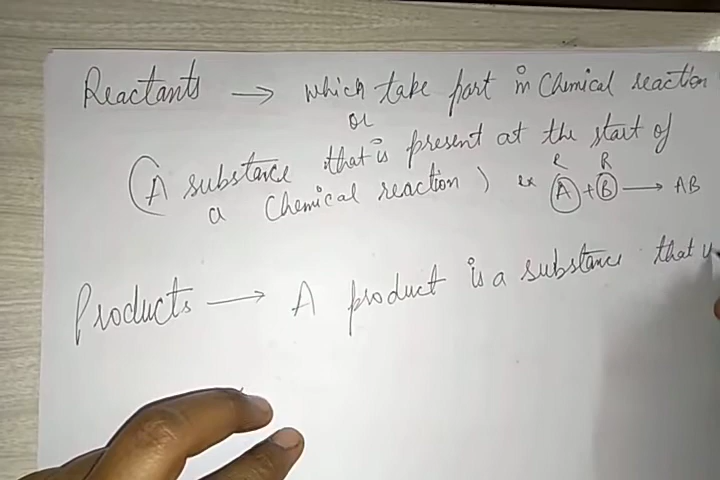 Reactants → which take part in Chemical reaction
or
(A substance that is present at the start of
a Chemical reaction) ex A + B → AB
R R
Products → A product is a substance that